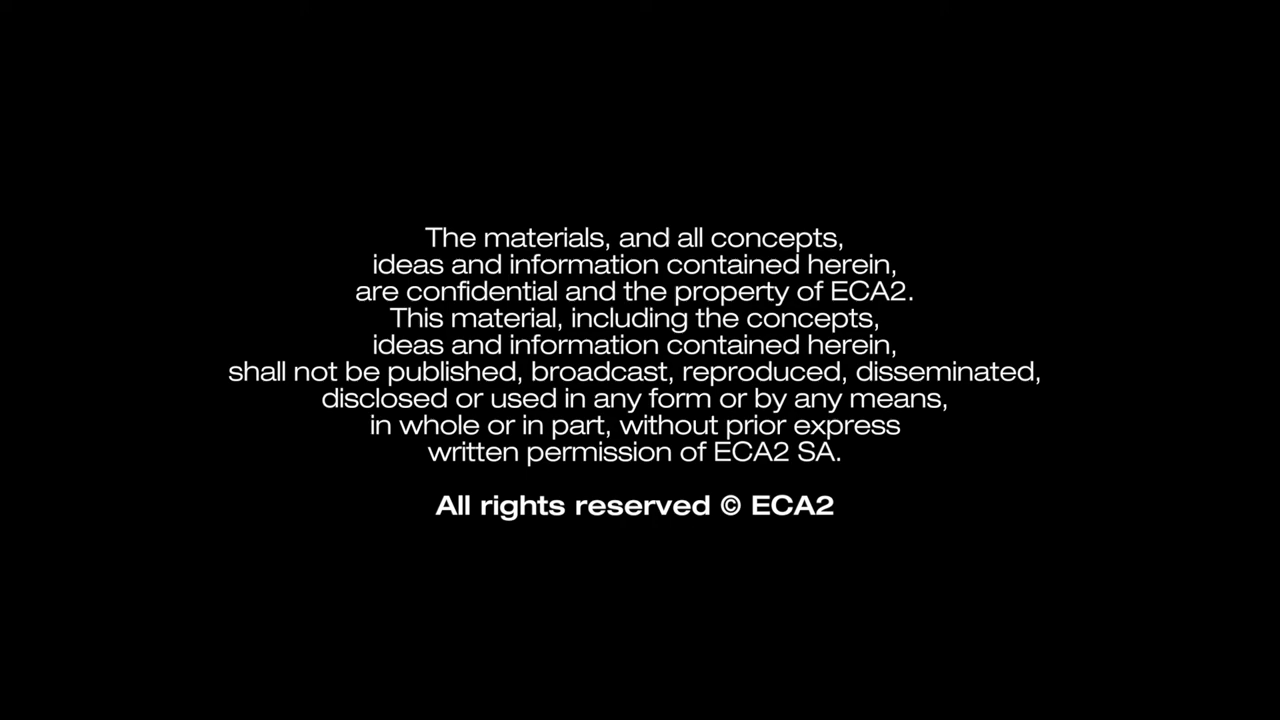 The materials, and all concepts,
ideas and information contained herein,
are confidential and the property of ECA2.
This material, including the concepts,
ideas and information contained herein,
shall not be published, broadcast, reproduced, disseminated,
disclosed or used in any form or by any means,
in whole or in part, without prior express
written permission of ECA2 SA.
All rights reserved © ECA2